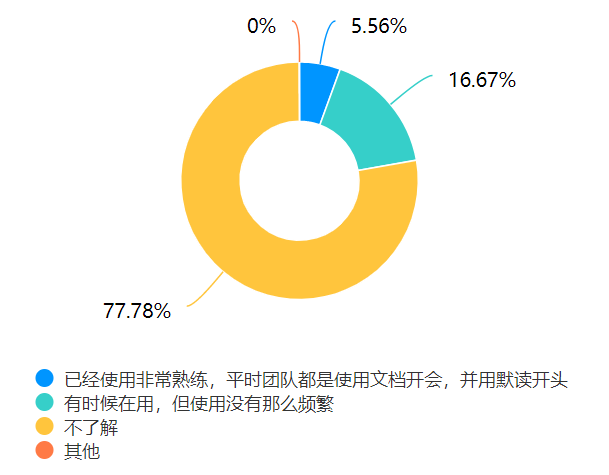 0%
5.56%
16.67%
77.78%
已经使用非常熟练，平时团队都是使用文档开会，并用默读开头
有时候在用，但使用没有那么频繁
不了解
其他